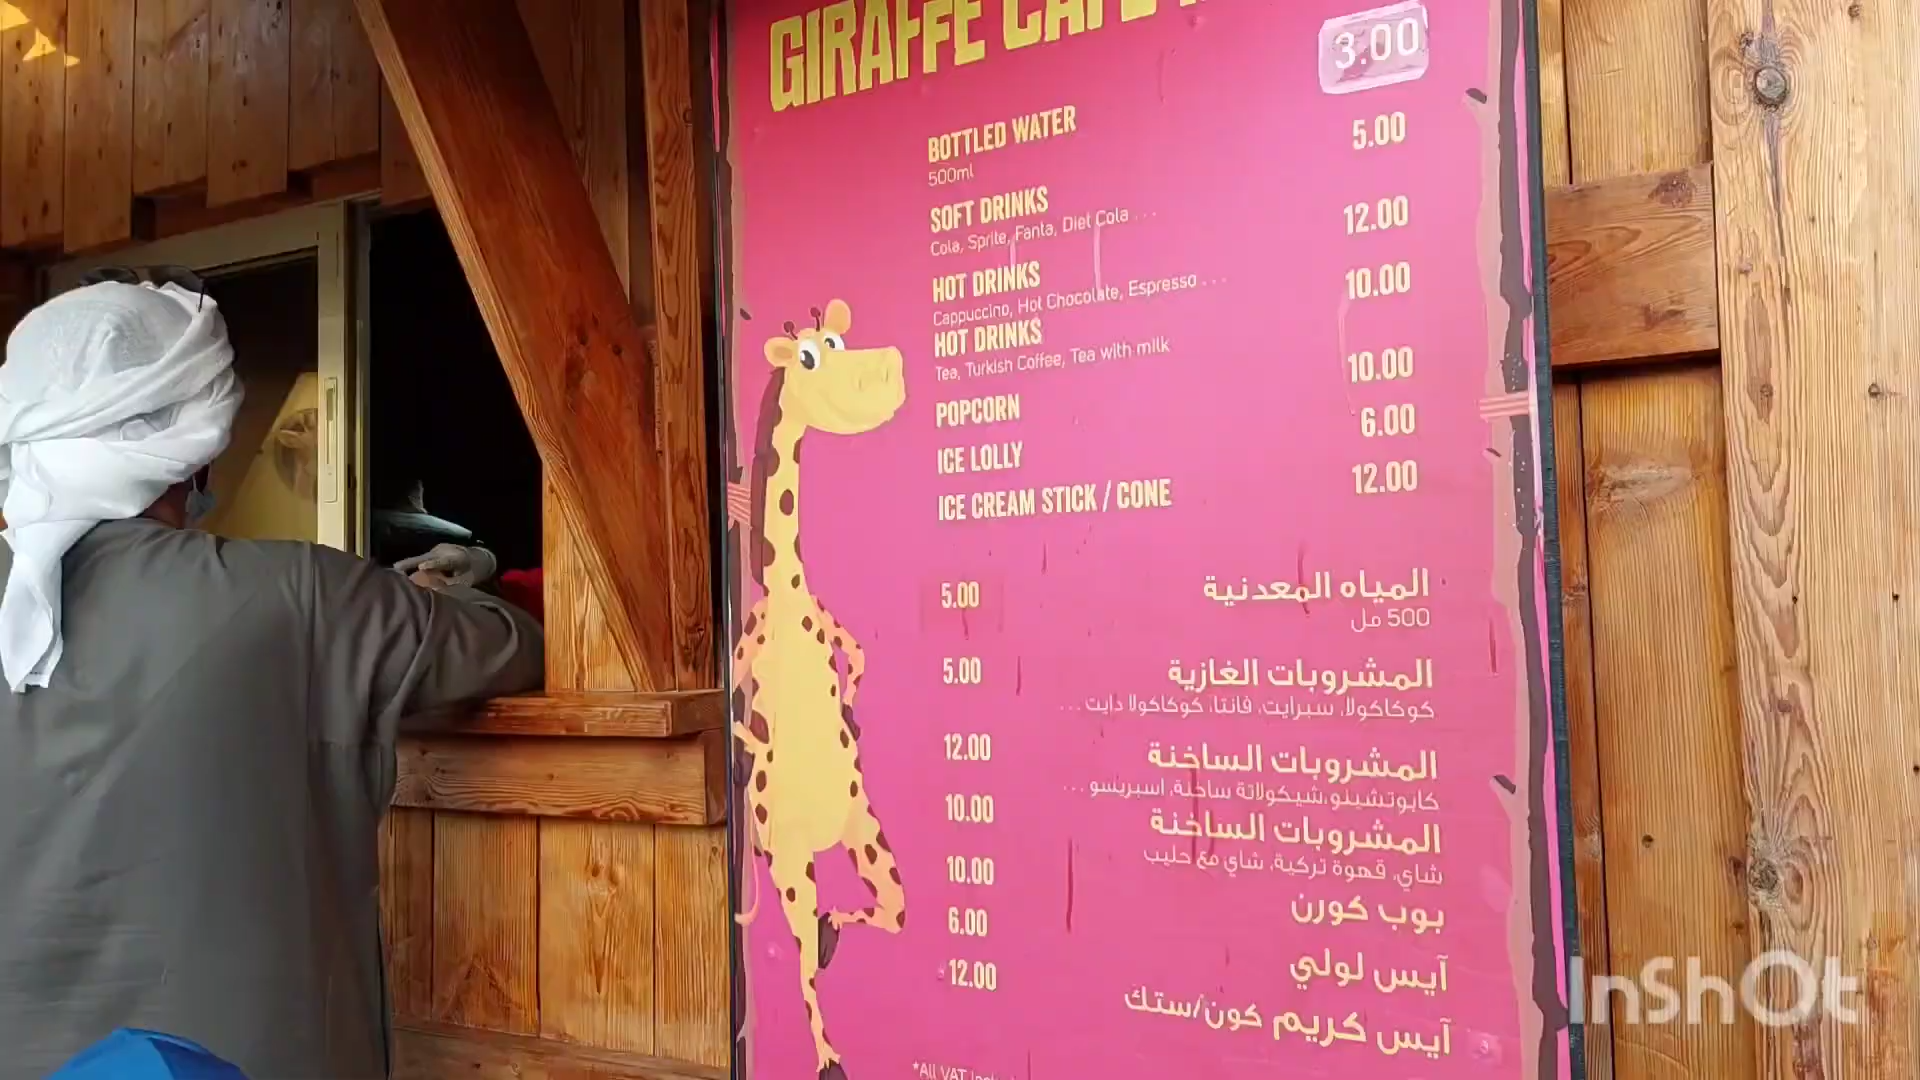 GIRAFFE CAFE
3.00
BOTTLED WATER 5.00
500ml
SOFT DRINKS 12.00
Cola, Sprite, Fanta, Diet Cola . . .
HOT DRINKS 10.00
Cappuccino, Hot Chocolate, Espresso . . .
HOT DRINKS 10.00
Tea, Turkish Coffee, Tea with milk
POPCORN 6.00
ICE LOLLY 12.00
ICE CREAM STICK / CONE
المياه المعدنية 5.00
500 مل
المشروبات الغازية 5.00
كوكاكولا، سبرايت، فانتا، كوكاكولا دايت . . .
المشروبات الساخنة 12.00
كابوتشينو،شيكولاتة ساخنة، اسبريسو . . .
المشروبات الساخنة 10.00
شاي، قهوة تركية، شاي مع حليب
بوب كورن 10.00
آيس لولي 6.00
آيس كريم كون/ستك 12.00
*All VAT
InShOt